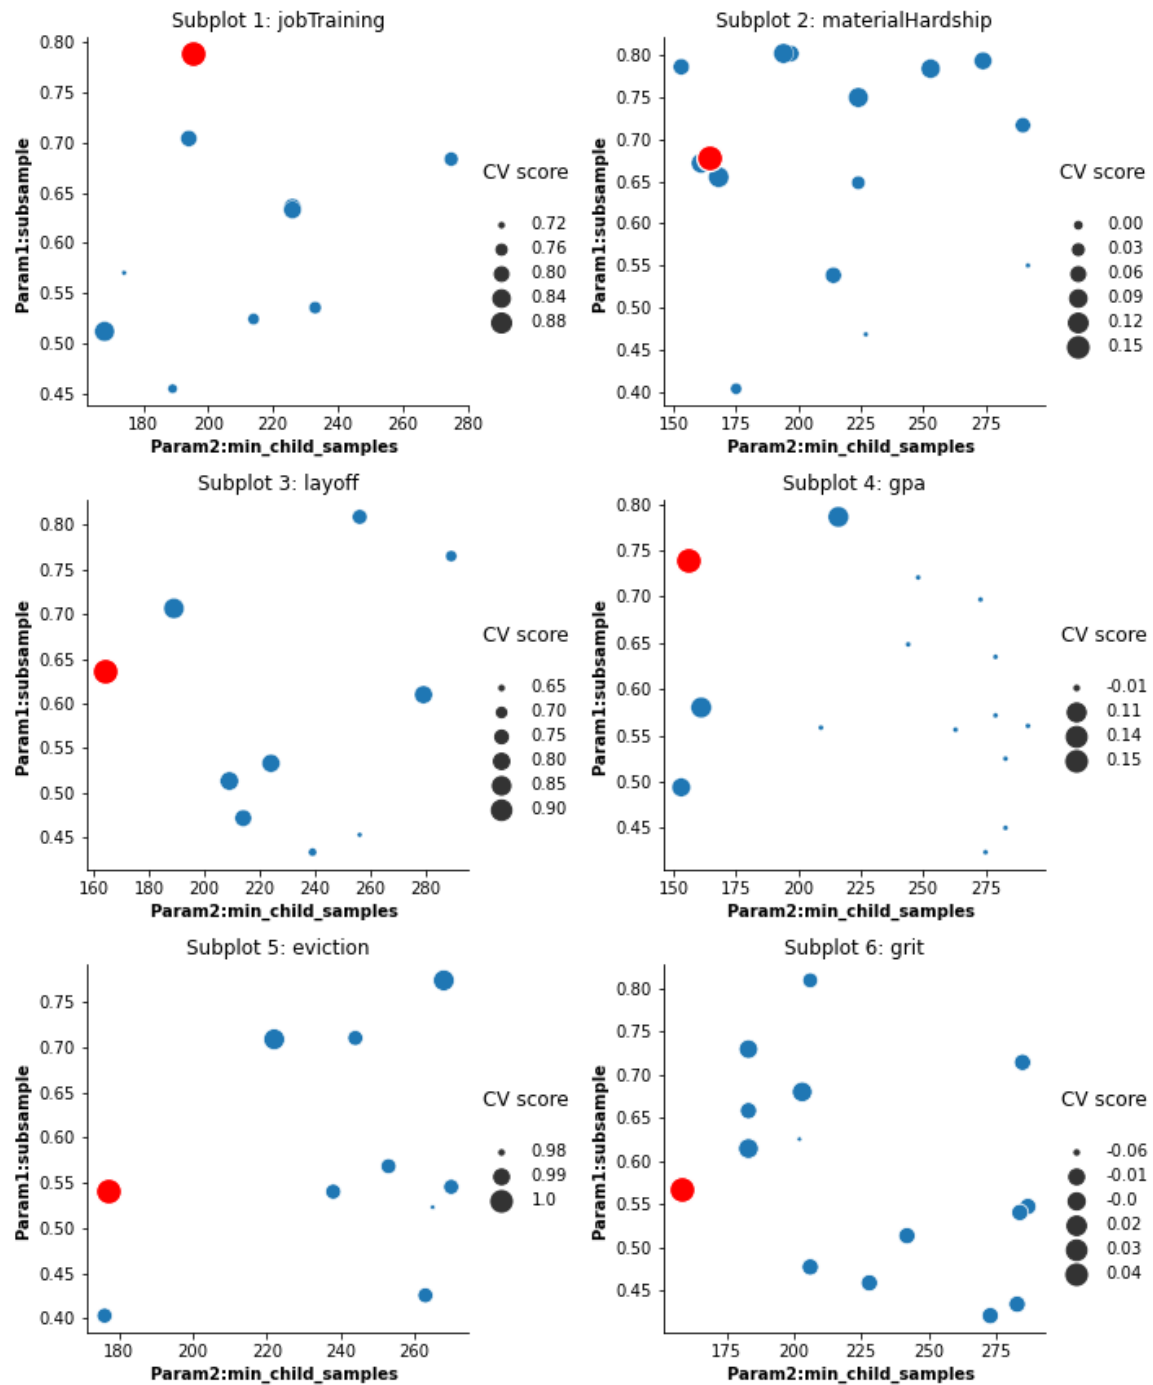 Subplot 1: jobTraining
0.80
0.75
0.70
0.65
0.60
0.55
0.50
0.45
Param1:subsample
180 200 220 240 260 280
Param2:min_child_samples
CV score
0.72
0.76
0.80
0.84
0.88
Subplot 2: materialHardship
0.80
0.75
0.70
0.65
0.60
0.55
0.50
0.45
0.40
Param1:subsample
150 175 200 225 250 275
Param2:min_child_samples
CV score
0.00
0.03
0.06
0.09
0.12
0.15
Subplot 3: layoff
0.80
0.75
0.70
0.65
0.60
0.55
0.50
0.45
Param1:subsample
160 180 200 220 240 260 280
Param2:min_child_samples
CV score
0.65
0.70
0.75
0.80
0.85
0.90
Subplot 4: gpa
0.80
0.75
0.70
0.65
0.60
0.55
0.50
0.45
Param1:subsample
150 175 200 225 250 275
Param2:min_child_samples
CV score
-0.01
0.11
0.14
0.15
Subplot 5: eviction
0.75
0.70
0.65
0.60
0.55
0.50
0.45
0.40
Param1:subsample
180 200 220 240 260
Param2:min_child_samples
CV score
0.98
0.99
1.0
Subplot 6: grit
0.80
0.75
0.70
0.65
0.60
0.55
0.50
0.45
Param1:subsample
175 200 225 250 275
Param2:min_child_samples
CV score
-0.06
-0.01
-0.0
0.02
0.03
0.04